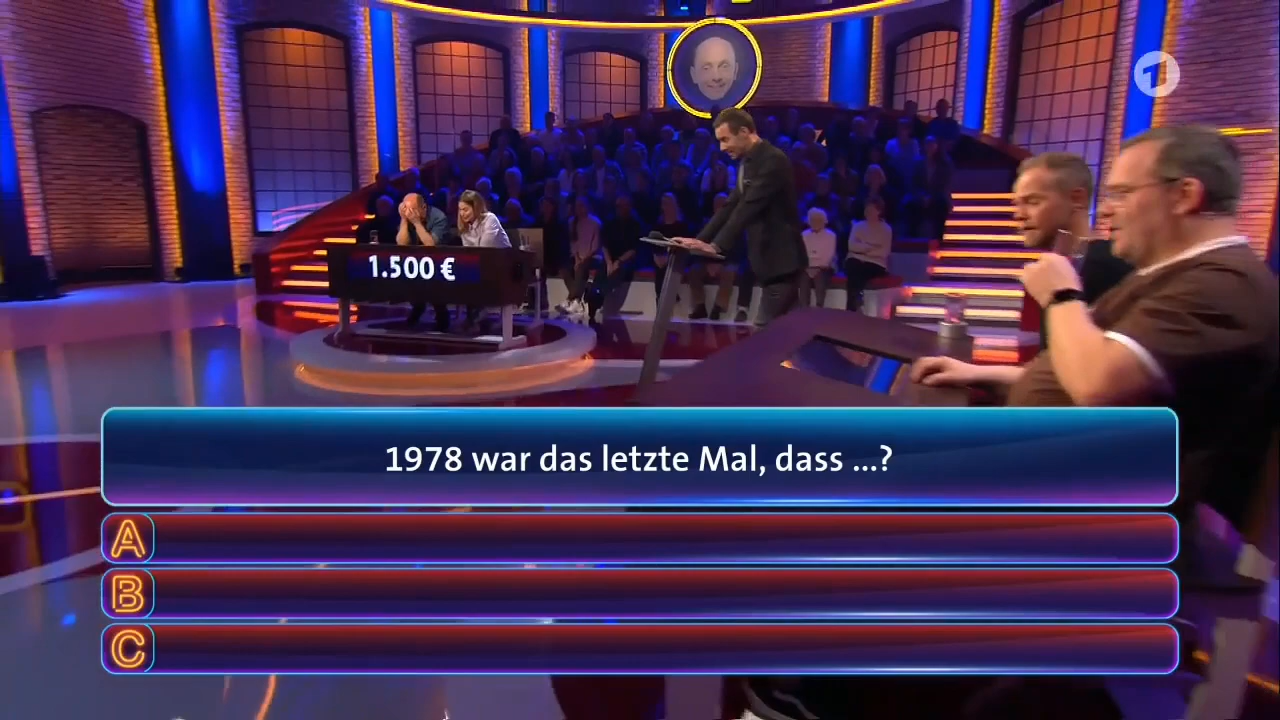 1
1.500 €
1978 war das letzte Mal, dass ...?
A
B
C